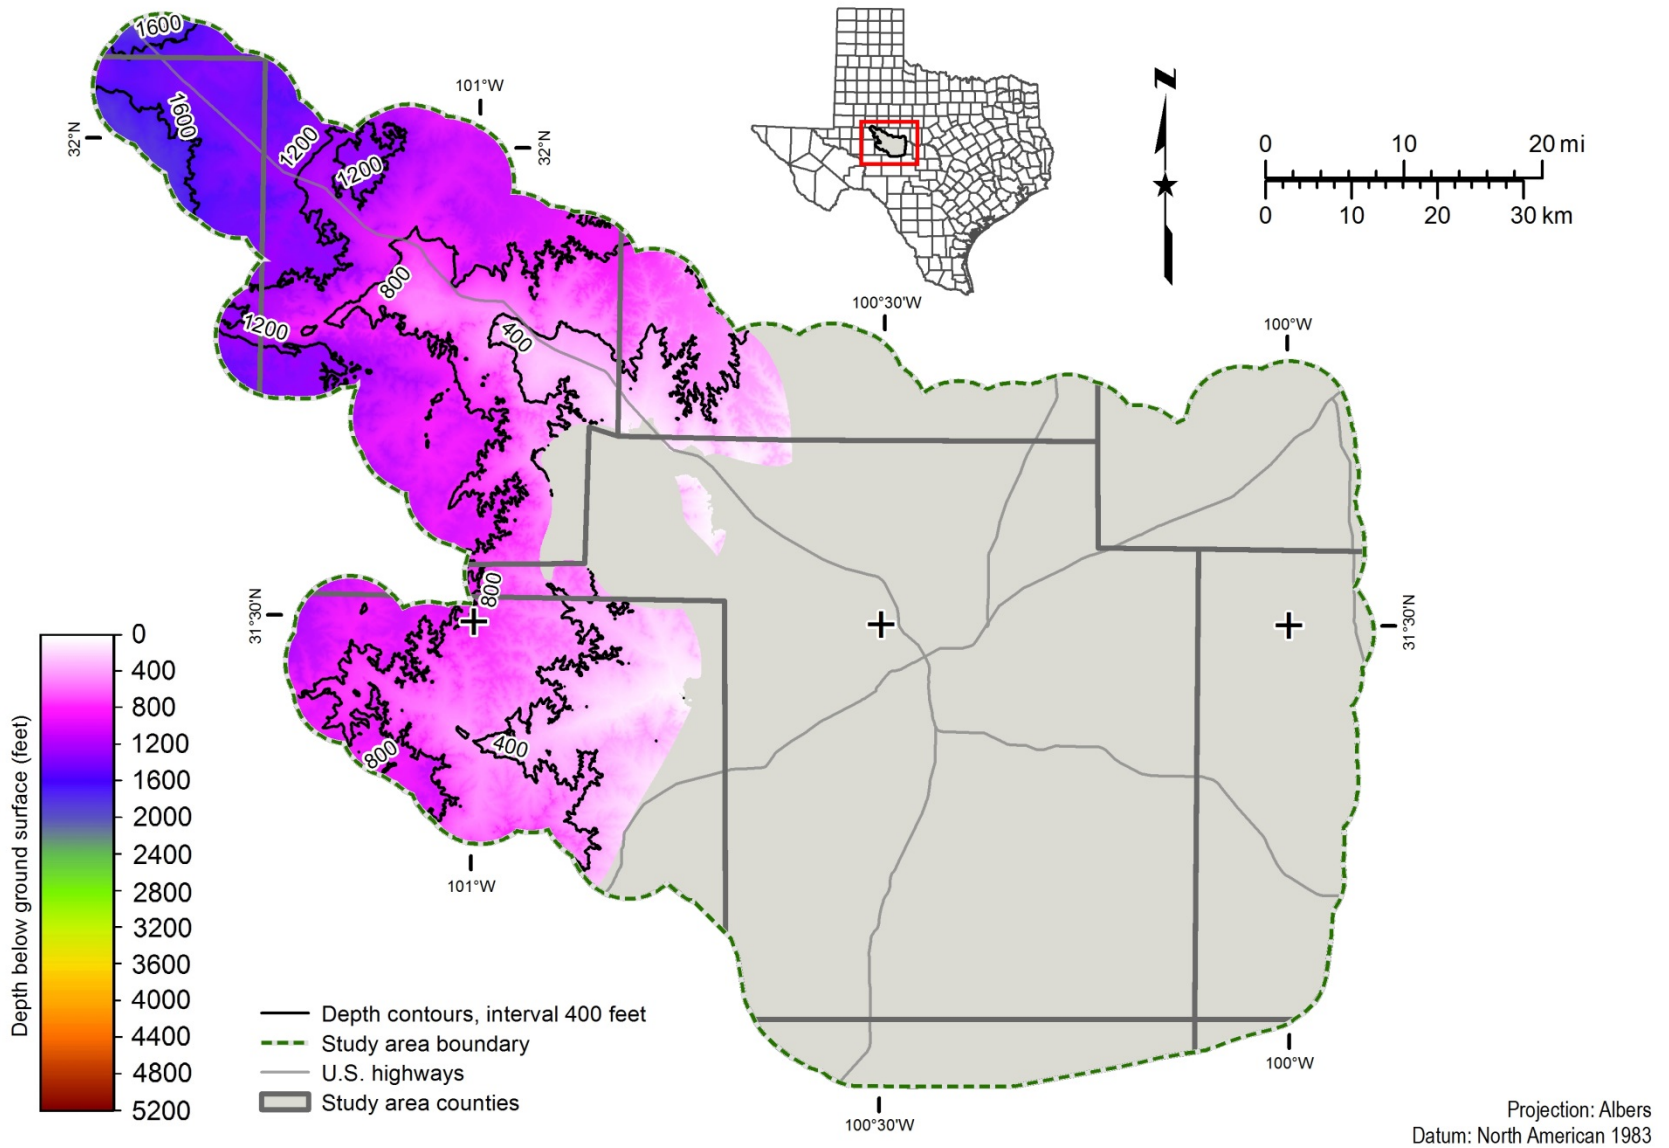 1600
101°W
1600
32°N
1200
32°N
1200
N
0 10 20 mi
0 10 20 30 km
800
1200
400
100°30'W
100°W
800
31°30'N
31°30'N
800
400
101°W
Depth below ground surface (feet)
0
400
800
1200
1600
2000
2400
2800
3200
3600
4000
4400
4800
5200
Depth contours, interval 400 feet
Study area boundary
U.S. highways
Study area counties
100°W
100°30'W
Projection: Albers
Datum: North American 1983